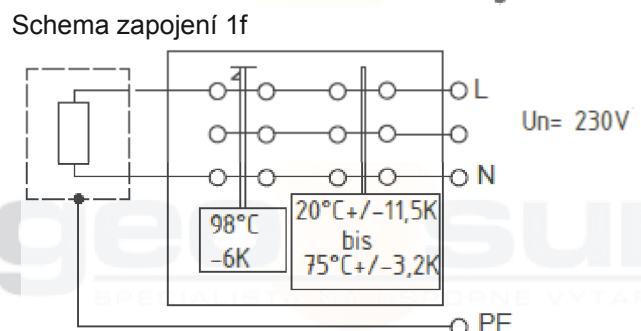 Schema zapojení 1f
L
Un= 230V
N
98°C
-6K
20°C+/-11,5K
bis
75°C+/-3,2K
PE